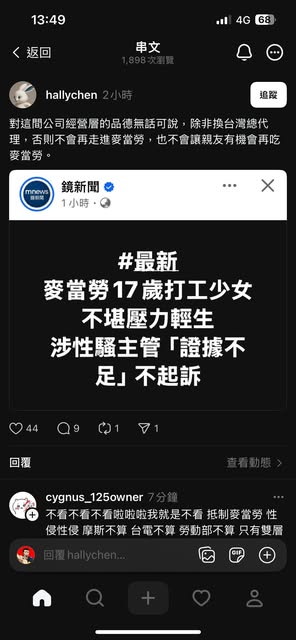 13:49
4G 68
返回
串文
1,898 次瀏覽
hallychen 2小時
追蹤
對這間公司經營層的品德無話可說，除非換台灣總代
理，否則不會再走進麥當勞，也不會讓親友有機會再吃
麥當勞。
mnews
鏡新聞
鏡新聞
1 小時·
#最新
麥當勞17歲打工少女
不堪壓力輕生
涉性騷主管「證據不
足」不起訴
44 9 1 1
回覆
查看動態
cygnus_125owner 7分鐘
不看不看不看啦啦啦我就是不看 抵制麥當勞 性
侵性侵 摩斯不算 台電不算 勞動部不算 只有雙層
回覆 hallychen...
GIF